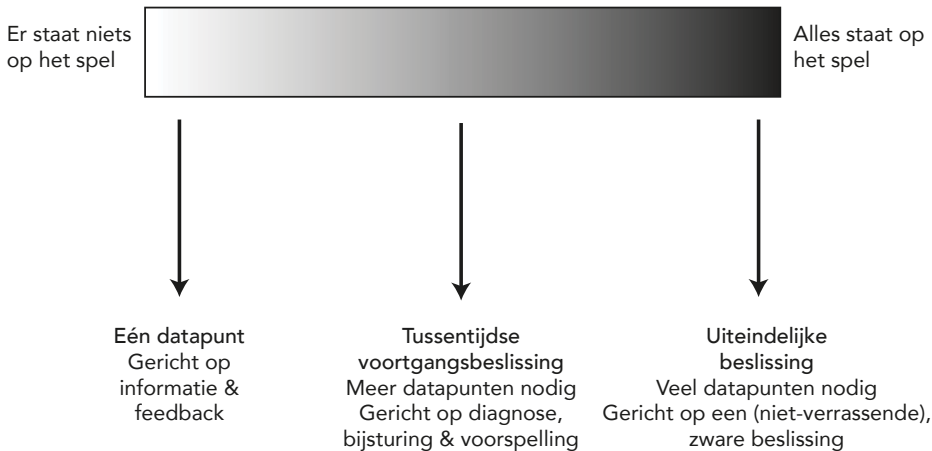 Er staat niets
op het spel
Alles staat op
het spel
Eén datapunt
Gericht op
informatie &
feedback
Tussentijdse
voortgangsbeslissing
Meer datapunten nodig
Gericht op diagnose,
bijsturing & voorspelling
Uiteindelijke
beslissing
Veel datapunten nodig
Gericht op een (niet-verrassende),
zware beslissing